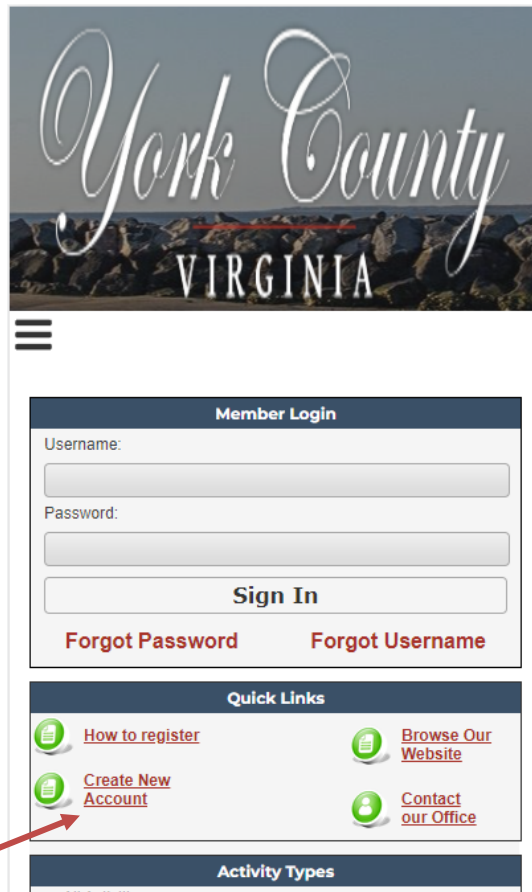 York County
VIRGINIA
Member Login
Username:
Password:
Sign In
Forgot Password Forgot Username
Quick Links
How to register
Browse Our
Website
Create New
Account
Contact
our Office
Activity Types